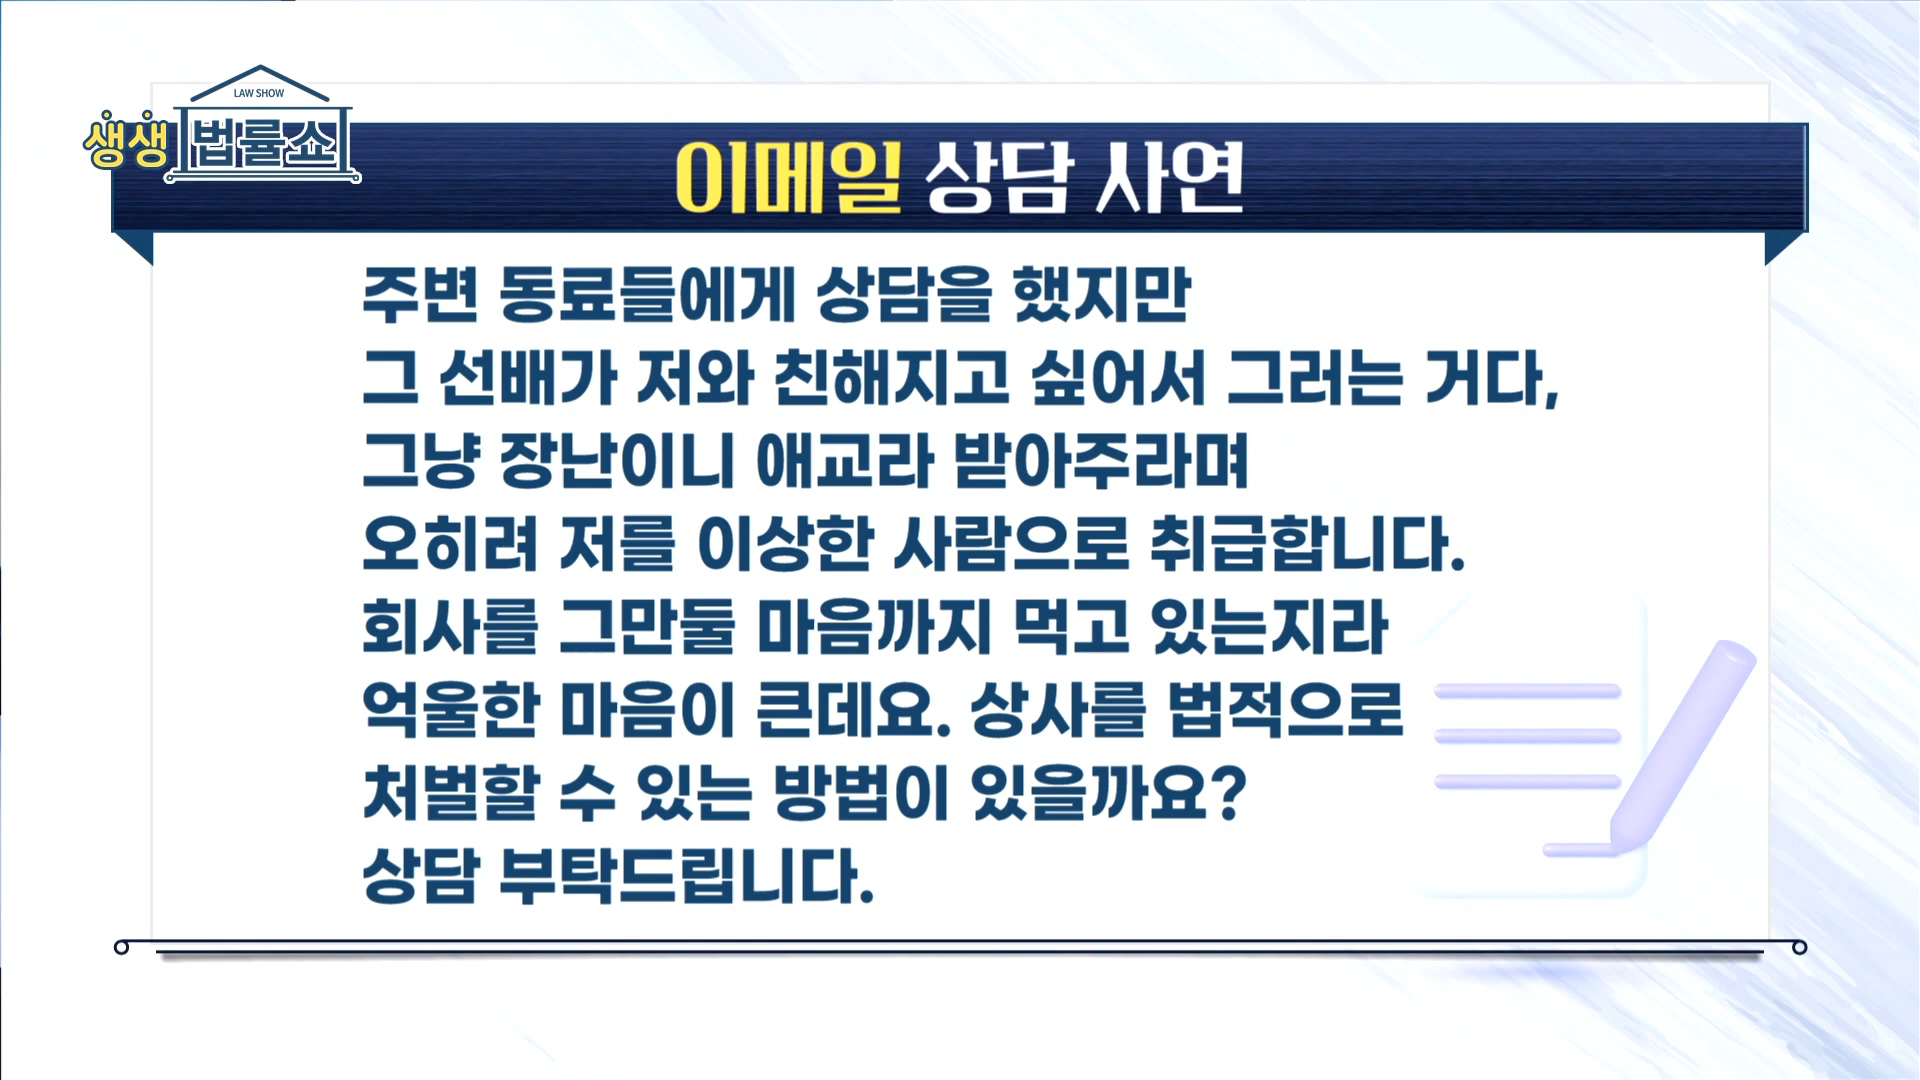 LAW SHOW
생생 법률쇼
이메일 상담 사연
주변 동료들에게 상담을 했지만
그 선배가 저와 친해지고 싶어서 그러는 거다,
그냥 장난이니 애교라 받아주라며
오히려 저를 이상한 사람으로 취급합니다.
회사를 그만둘 마음까지 먹고 있는지라
억울한 마음이 큰데요. 상사를 법적으로
처벌할 수 있는 방법이 있을까요?
상담 부탁드립니다.